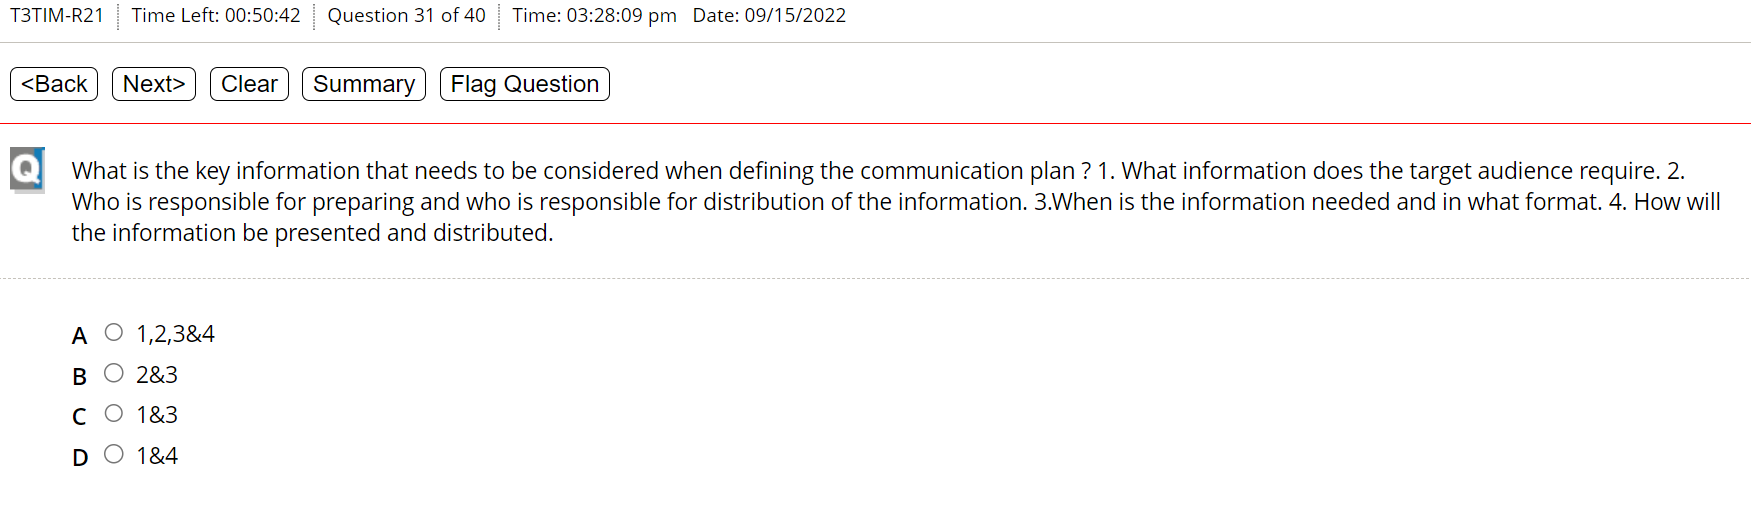 T3TIM-R21 Time Left: 00:50:42 Question 31 of 40 Time: 03:28:09 pm Date: 09/15/2022
<Back Next> Clear Summary Flag Question
Q What is the key information that needs to be considered when defining the communication plan ? 1. What information does the target audience require. 2.
Who is responsible for preparing and who is responsible for distribution of the information. 3.When is the information needed and in what format. 4. How will
the information be presented and distributed.
A 1,2,3&4
B 2&3
C 1&3
D 1&4